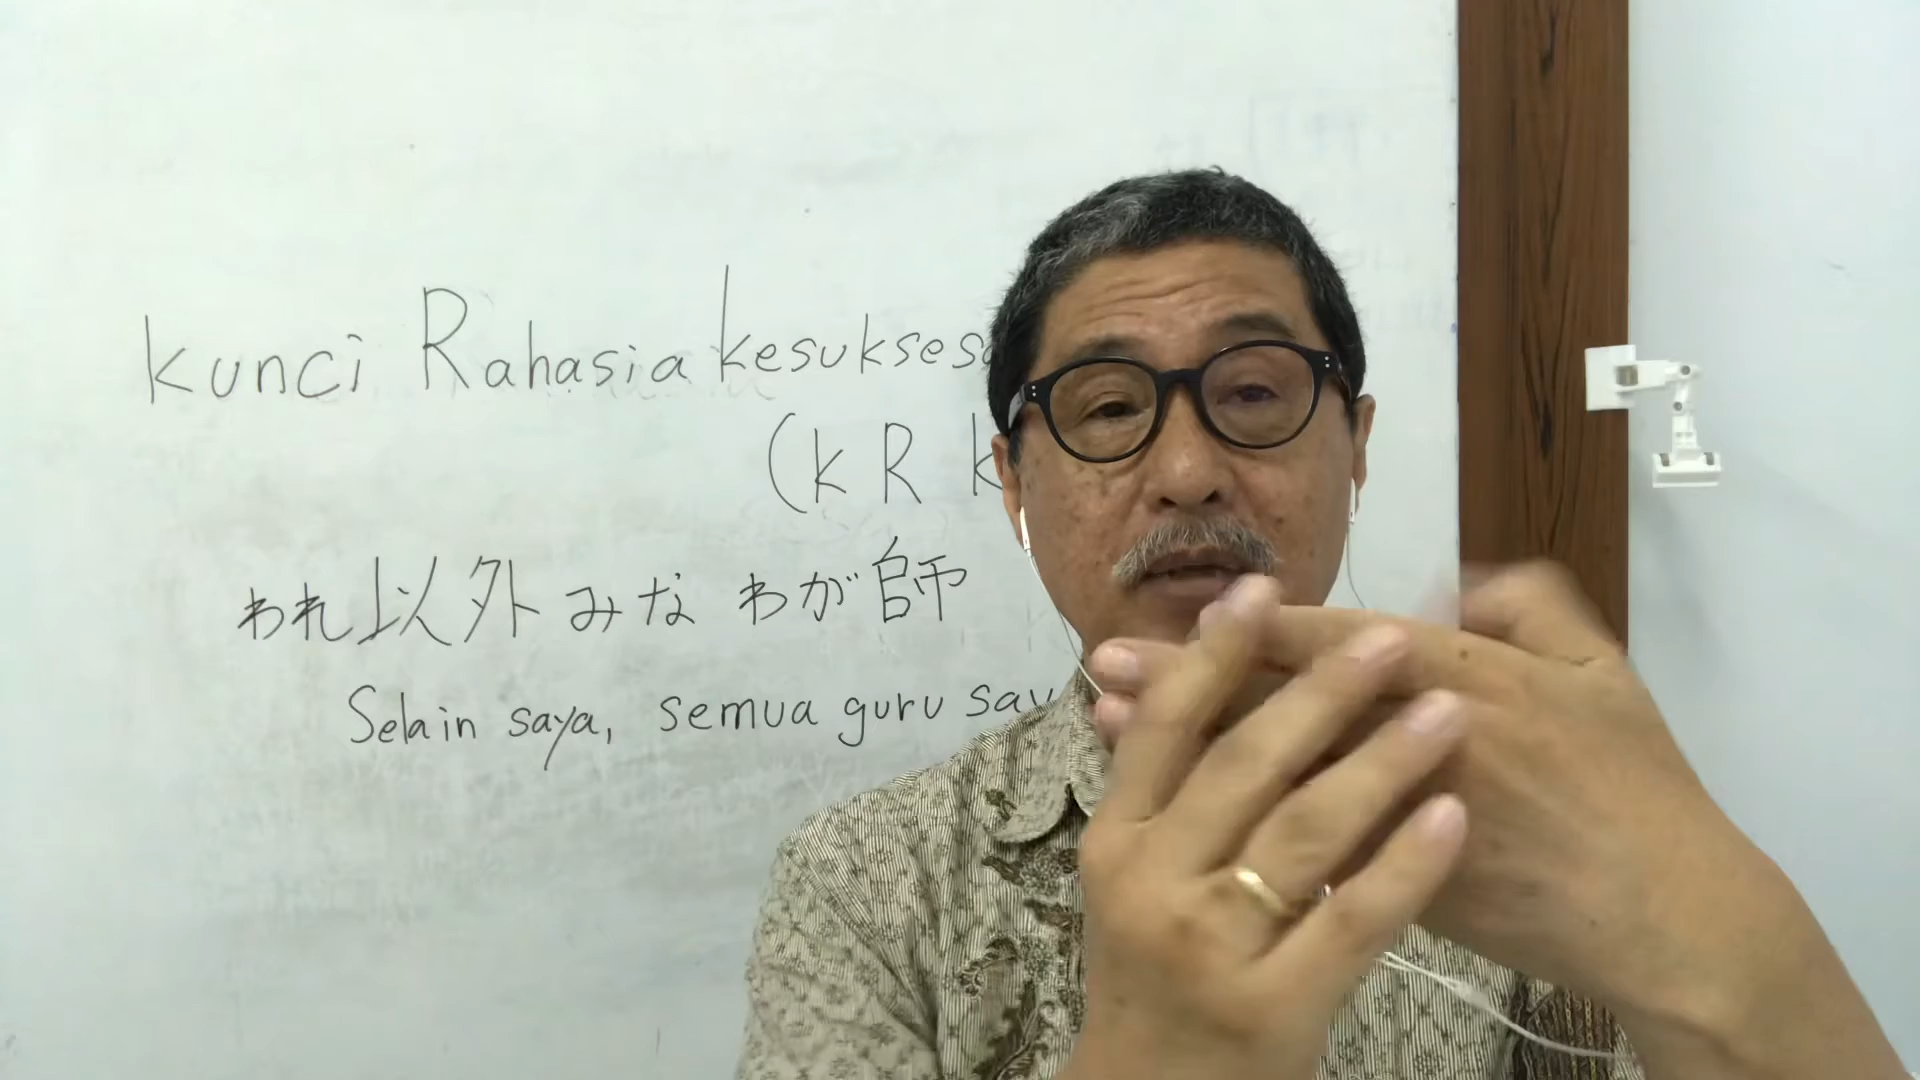 Kunci Rahasia Kesukses
(KRK
われ以外みなわが師
Selain saya, semua guru say